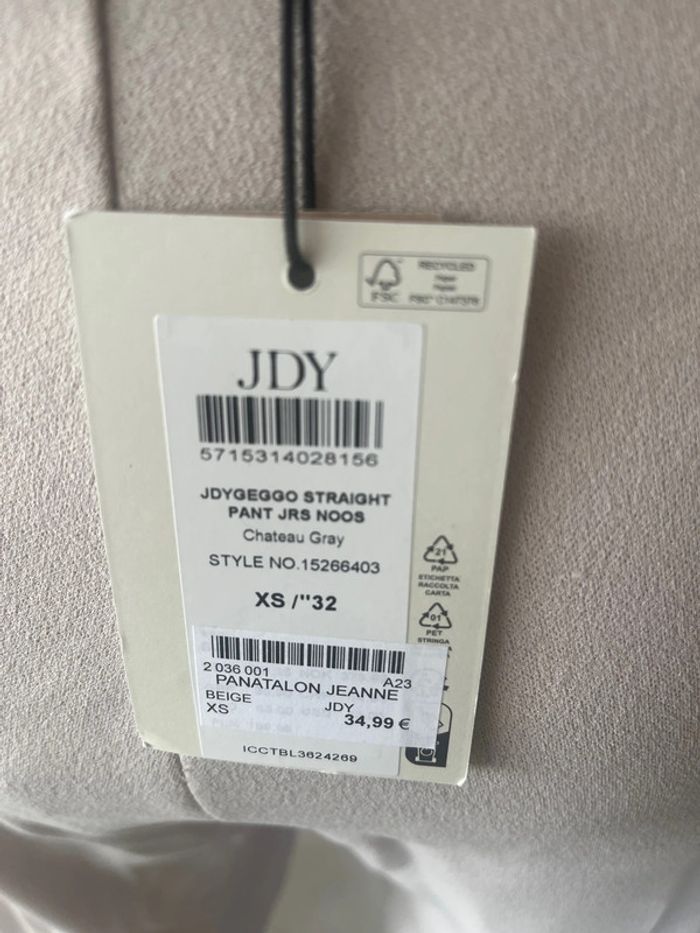 RECYCLED
FSC
JDY
5715314028156
JDYGEGGO STRAIGHT
PANT JRS NOOS
Chateau Gray
STYLE NO.15266403
XS /"32
21
PAP
ETICHETTA
RACCOLTA
CARTA
01
PET
STRINGA
2 036 001
A23
PANATALON JEANNE
BEIGE
JDY
XS
34,99 €
ICCTBL3624269